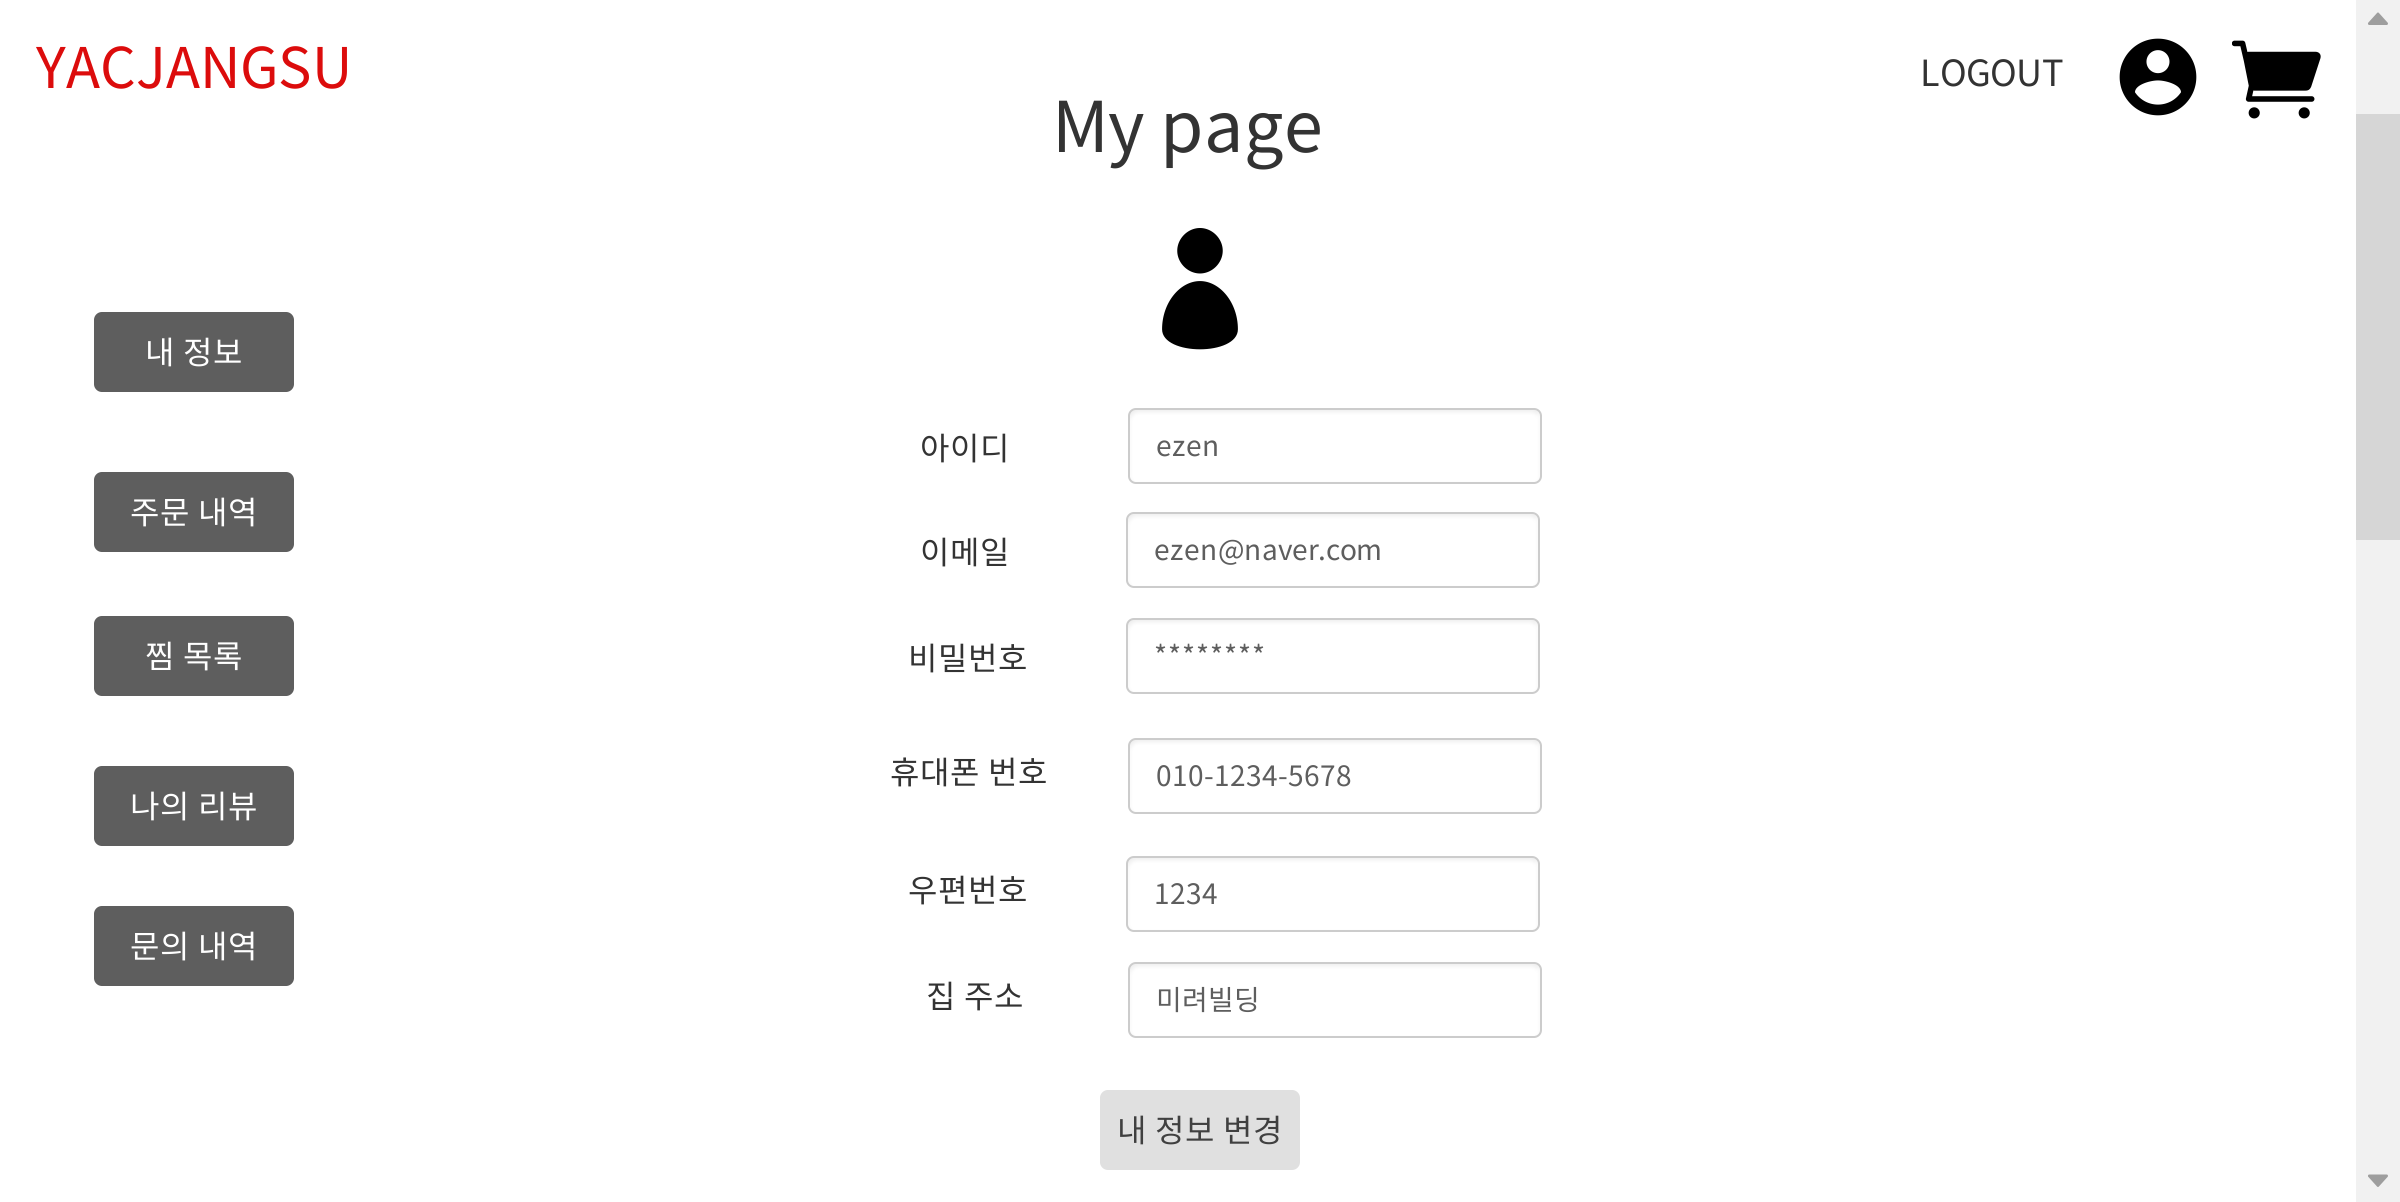 YACJANGSU
LOGOUT
My page
내 정보
주문 내역
찜 목록
나의 리뷰
문의 내역
아이디
ezen
이메일
ezen@naver.com
비밀번호
********
휴대폰 번호
010-1234-5678
우편번호
1234
집 주소
미려빌딩
내 정보 변경